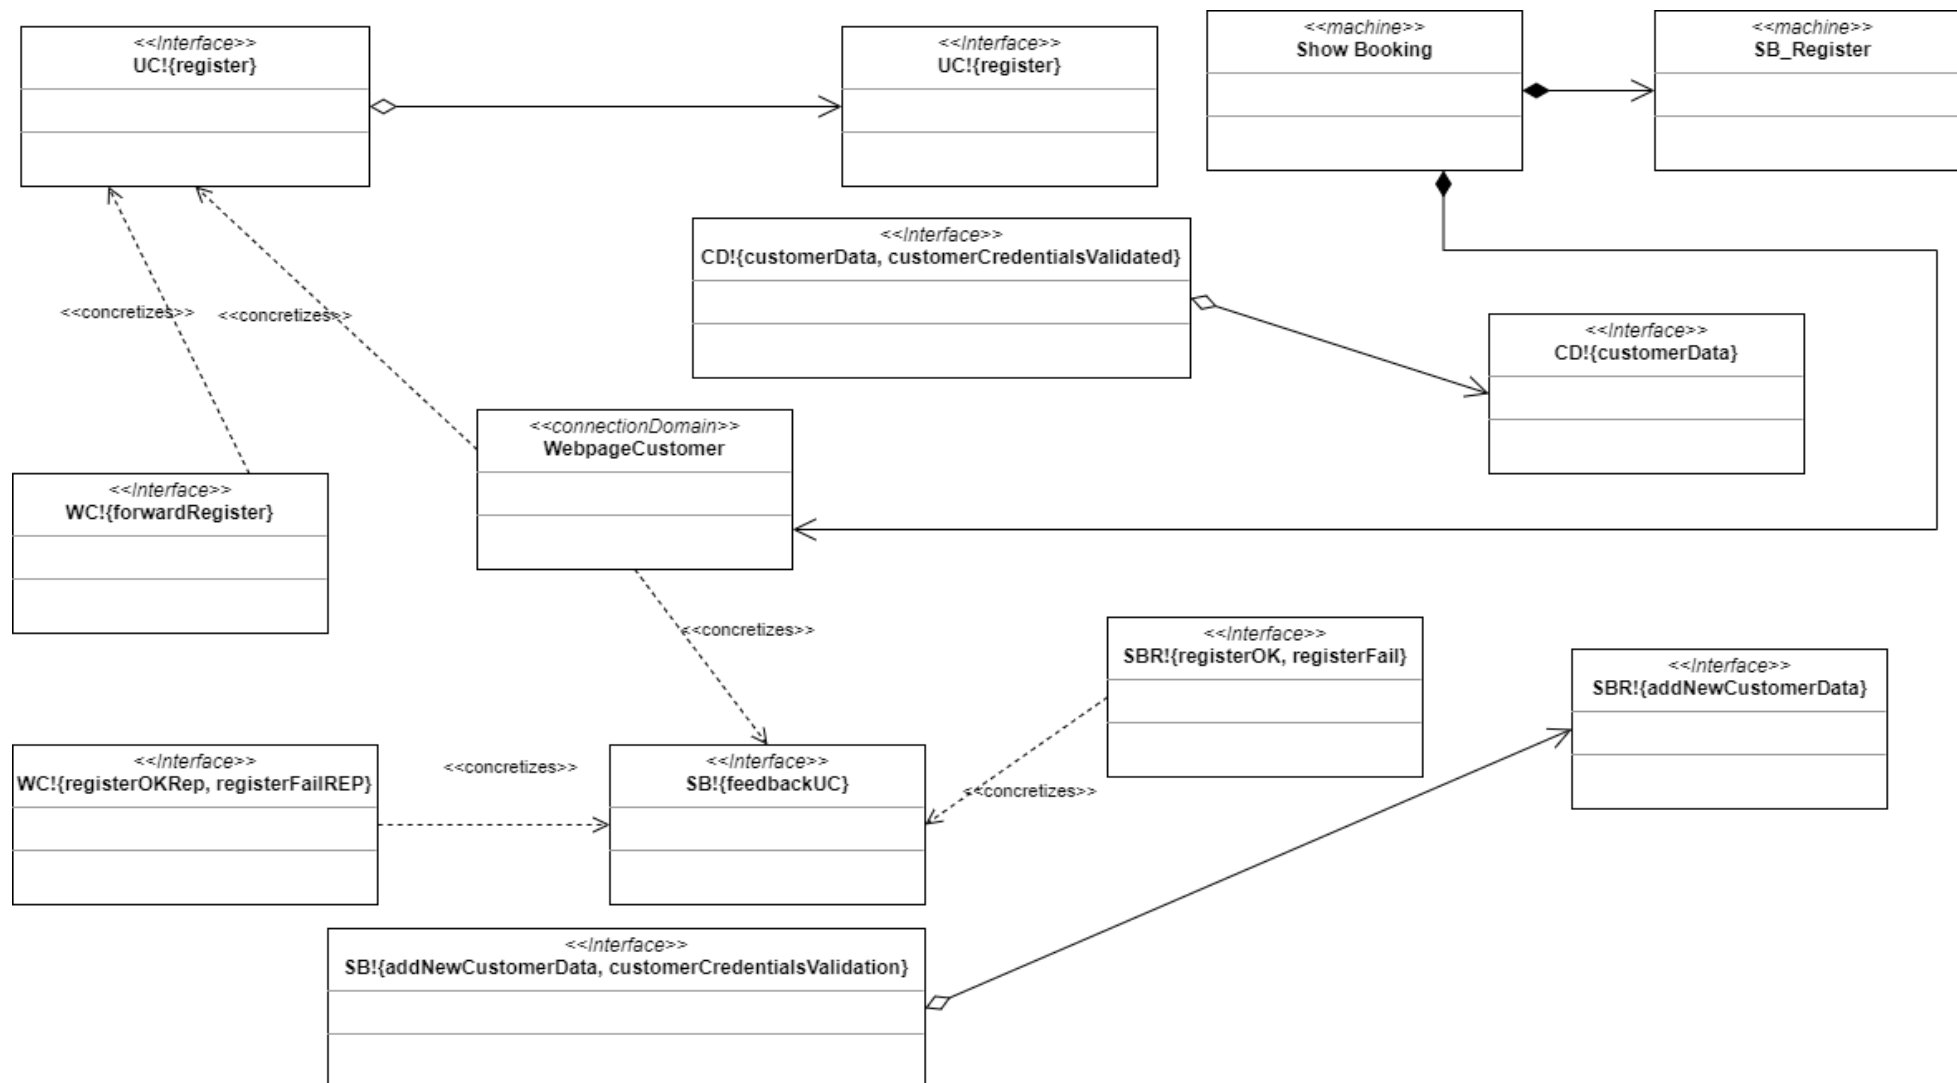 <<Interface>>
UC!{register}
<<Interface>>
UC!{register}
<<machine>>
Show Booking
<<machine>>
SB_Register
<<Interface>>
CD!{customerData, customerCredentialsValidated}
<<concretizes>>
<<concretizes>>
<<Interface>>
CD!{customerData}
<<connectionDomain>>
WebpageCustomer
<<Interface>>
WC!{forwardRegister}
<<concretizes>>
<<Interface>>
SBR!{registerOK, registerFail}
<<Interface>>
SBR!{addNewCustomerData}
<<Interface>>
WC!{registerOKRep, registerFailREP}
<<concretizes>>
<<Interface>>
SB!{feedbackUC}
<<concretizes>>
<<Interface>>
SB!{addNewCustomerData, customerCredentialsValidation}